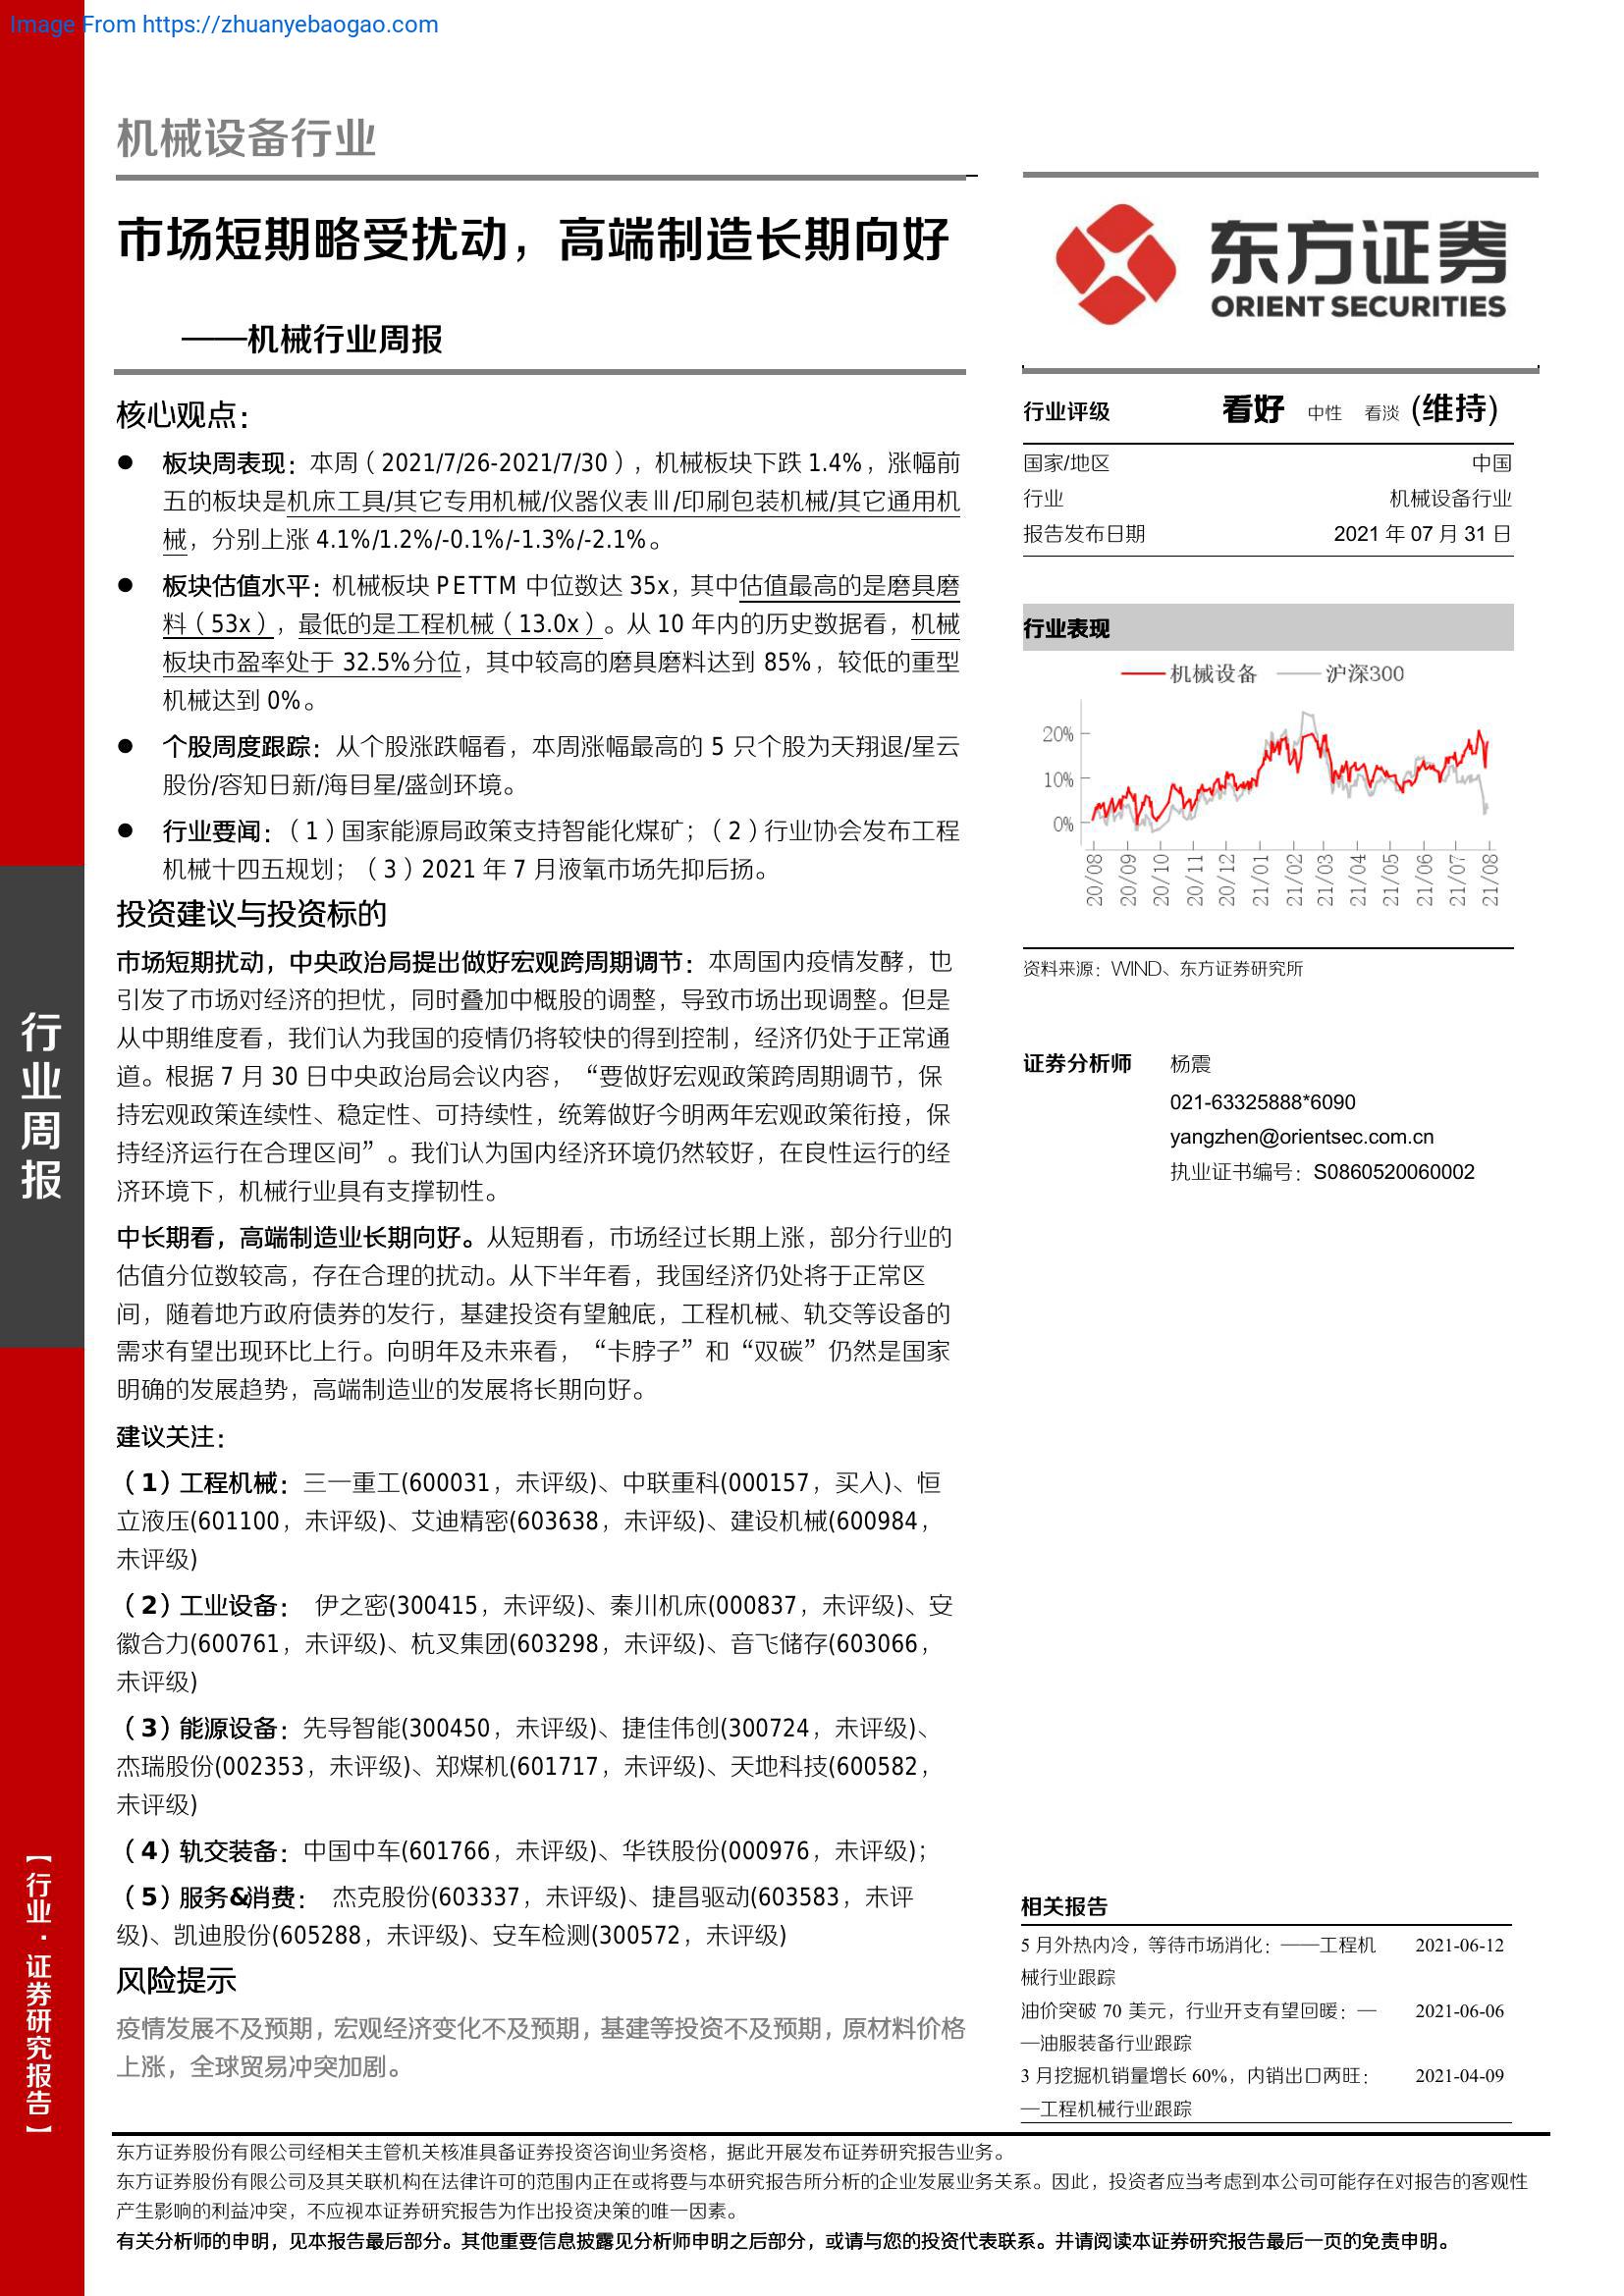 Image From https://zhuanyebaogao.com
机械设备行业
市场短期略受扰动，高端制造长期向好
——机械行业周报
核心观点：
● 板块周表现：本周（2021/7/26-2021/7/30），机械板块下跌 1.4%，涨幅前
五的板块是机床工具/其它专用机械/仪器仪表Ⅲ/印刷包装机械/其它通用机
械，分别上涨 4.1%/1.2%/-0.1%/-1.3%/-2.1%。
● 板块估值水平：机械板块 PETTM 中位数达 35x，其中估值最高的是磨具磨
料（53x），最低的是工程机械（13.0x）。从 10 年内的历史数据看，机械
板块市盈率处于 32.5%分位，其中较高的磨具磨料达到 85%，较低的重型
机械达到 0%。
● 个股周度跟踪：从个股涨跌幅看，本周涨幅最高的 5 只个股为天翔退/星云
股份/容知日新/海目星/盛剑环境。
● 行业要闻：（1）国家能源局政策支持智能化煤矿；（2）行业协会发布工程
机械十四五规划；（3）2021 年 7 月液氧市场先抑后扬。
投资建议与投资标的
市场短期扰动，中央政治局提出做好宏观跨周期调节：本周国内疫情发酵，也
引发了市场对经济的担忧，同时叠加中概股的调整，导致市场出现调整。但是
从中期维度看，我们认为我国的疫情仍将较快的得到控制，经济仍处于正常通
道。根据 7 月 30 日中央政治局会议内容，“要做好宏观政策跨周期调节，保
持宏观政策连续性、稳定性、可持续性，统筹做好今明两年宏观政策衔接，保
持经济运行在合理区间”。我们认为国内经济环境仍然较好，在良性运行的经
济环境下，机械行业具有支撑韧性。
中长期看，高端制造业长期向好。从短期看，市场经过长期上涨，部分行业的
估值分位数较高，存在合理的扰动。从下半年看，我国经济仍处将于正常区
间，随着地方政府债券的发行，基建投资有望触底，工程机械、轨交等设备的
需求有望出现环比上行。向明年及未来看，“卡脖子”和“双碳”仍然是国家
明确的发展趋势，高端制造业的发展将长期向好。
建议关注：
（1）工程机械：三一重工(600031，未评级)、中联重科(000157，买入)、恒
立液压(601100，未评级)、艾迪精密(603638，未评级)、建设机械(600984，
未评级)
（2）工业设备： 伊之密(300415，未评级)、秦川机床(000837，未评级)、安
徽合力(600761，未评级)、杭叉集团(603298，未评级)、音飞储存(603066，
未评级)
（3）能源设备：先导智能(300450，未评级)、捷佳伟创(300724，未评级)、
杰瑞股份(002353，未评级)、郑煤机(601717，未评级)、天地科技(600582，
未评级)
（4）轨交装备：中国中车(601766，未评级)、华铁股份(000976，未评级)；
（5）服务&消费： 杰克股份(603337，未评级)、捷昌驱动(603583，未评
级)、凯迪股份(605288，未评级)、安车检测(300572，未评级)
风险提示
疫情发展不及预期，宏观经济变化不及预期，基建等投资不及预期，原材料价格
上涨，全球贸易冲突加剧。
东方证券
ORIENT SECURITIES
行业评级 看好 中性 看淡 (维持)
国家/地区 中国
行业 机械设备行业
报告发布日期 2021 年 07 月 31 日
行业表现
机械设备 沪深300
20%
10%
0%
20/08 20/09 20/10 20/11 20/12 21/01 21/02 21/03 21/04 21/05 21/06 21/07 21/08
资料来源：WIND、东方证券研究所
证券分析师 杨震
021-63325888*6090
yangzhen@orientsec.com.cn
执业证书编号：S0860520060002
相关报告
5 月外热内冷，等待市场消化：——工程机 2021-06-12
械行业跟踪
油价突破 70 美元，行业开支有望回暖：— 2021-06-06
—油服装备行业跟踪
3 月挖掘机销量增长 60%，内销出口两旺： 2021-04-09
—工程机械行业跟踪
行业周报
【行业·证券研究报告】
东方证券股份有限公司经相关主管机关核准具备证券投资咨询业务资格，据此开展发布证券研究报告业务。
东方证券股份有限公司及其关联机构在法律许可的范围内正在或将要与本研究报告所分析的企业发展业务关系。因此，投资者应当考虑到本公司可能存在对报告的客观性
产生影响的利益冲突，不应视本证券研究报告为作出投资决策的唯一因素。
有关分析师的申明，见本报告最后部分。其他重要信息披露见分析师申明之后部分，或请与您的投资代表联系。并请阅读本证券研究报告最后一页的免责申明。